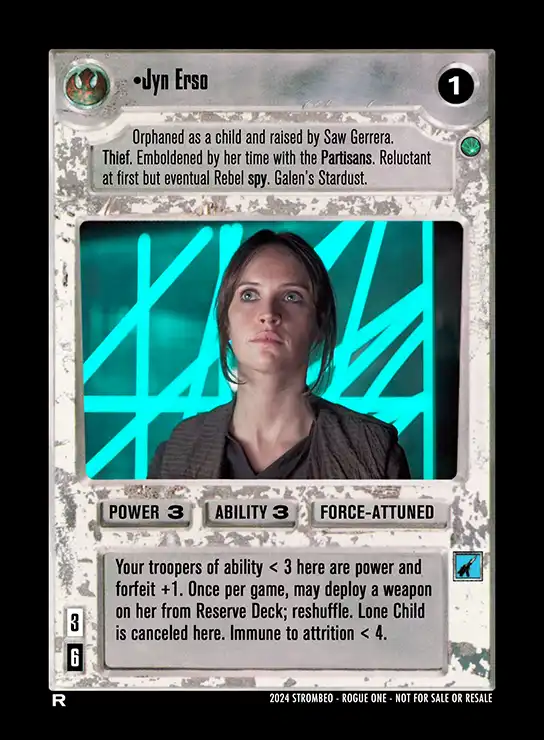 •Jyn Erso
1
Orphaned as a child and raised by Saw Gerrera.
Thief. Emboldened by her time with the Partisans. Reluctant
at first but eventual Rebel spy. Galen's Stardust.
POWER 3 ABILITY 3 FORCE-ATTUNED
Your troopers of ability < 3 here are power and
forfeit +1. Once per game, may deploy a weapon
on her from Reserve Deck; reshuffle. Lone Child
is canceled here. Immune to attrition < 4.
3
6
R
2024 STROMBEO - ROGUE ONE - NOT FOR SALE OR RESALE